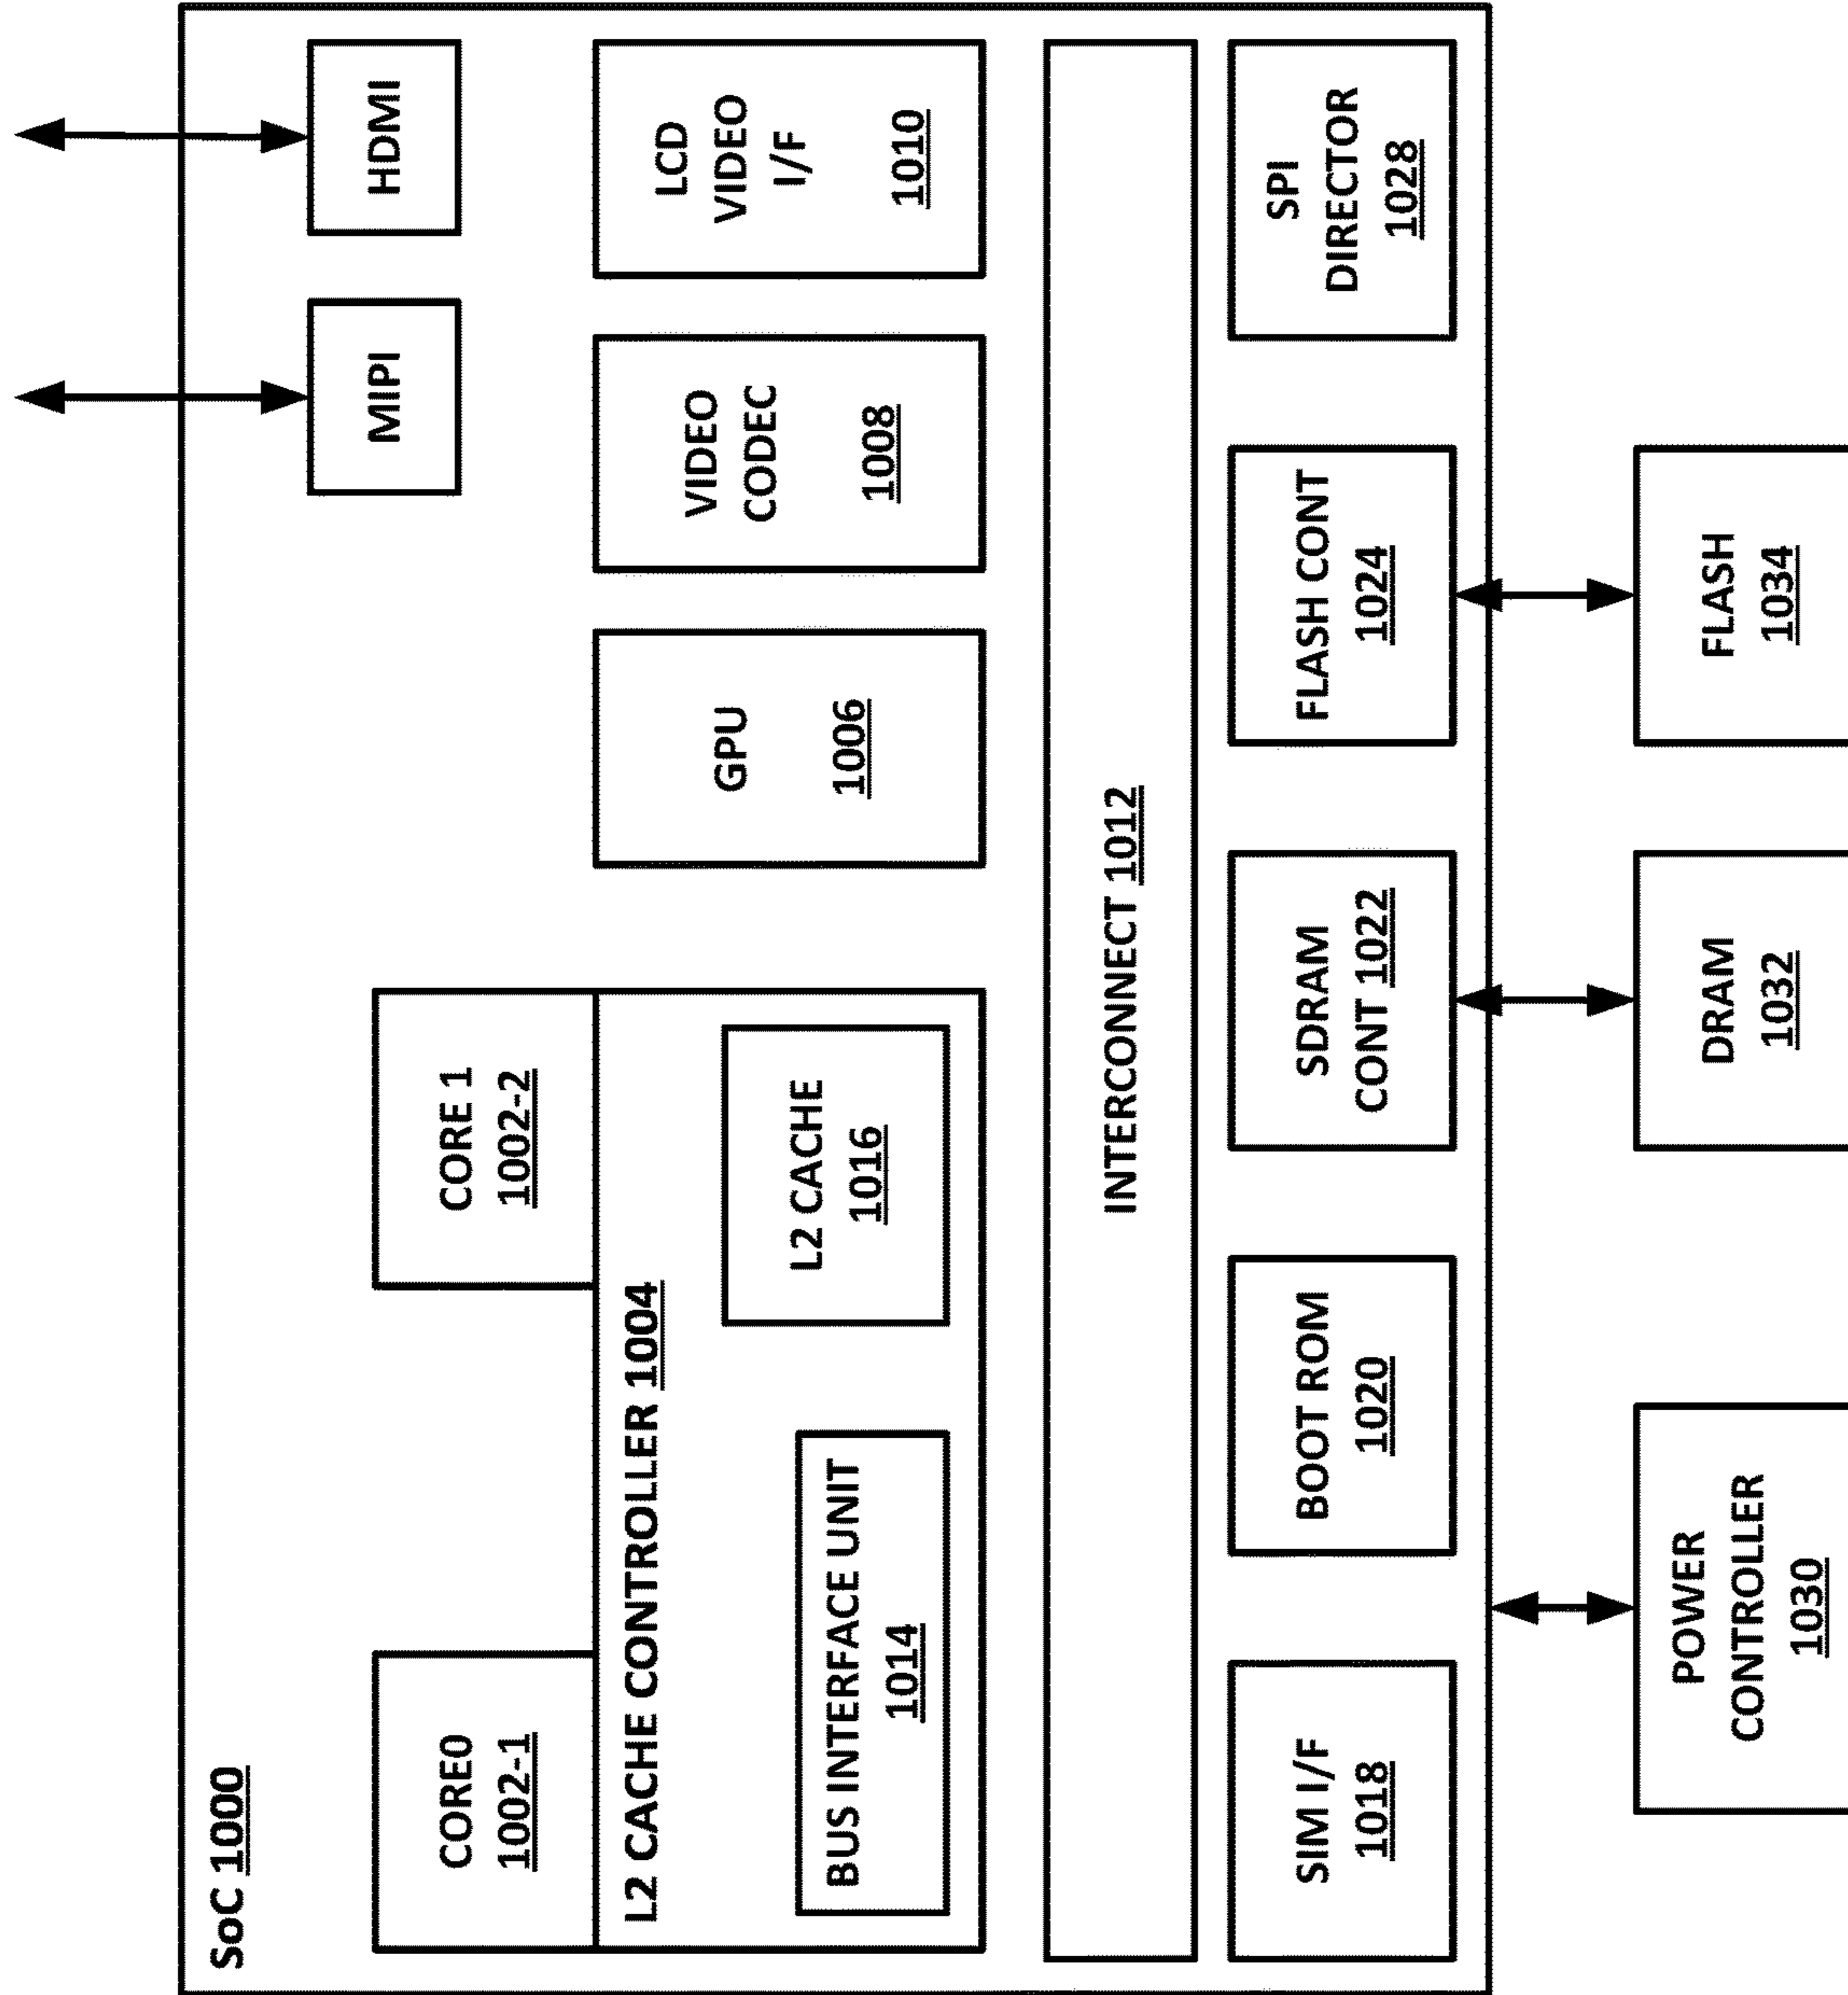 SoC 1000
CORE0
1002-1
CORE 1
1002-2
MIPI
HDMI
L2 CACHE CONTROLLER 1004
BUS INTERFACE UNIT
1014
L2 CACHE
1016
GPU
1006
VIDEO
CODEC
1008
LCD
VIDEO
I/F
1010
INTERCONNECT 1012
SIM I/F
1018
BOOT ROM
1020
SDRAM
CONT 1022
FLASH CONT
1024
SPI
DIRECTOR
1028
POWER
CONTROLLER
1030
DRAM
1032
FLASH
1034